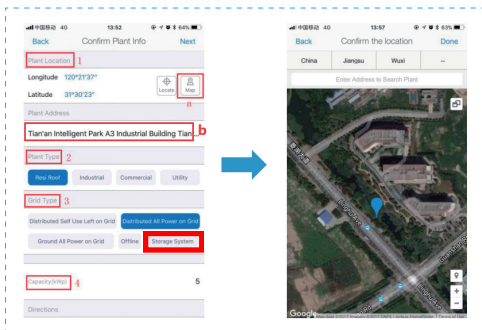 中国移动 4G 13:52 64%
Back Confirm Plant Info Next
Plant Location 1
Longitude 120°21'37"
Latitude 31°30'23"
Locate Map
a
Plant Address
Tian'an Intelligent Park A3 Industrial Building Tian... b
Plant Type 2
Resi Roof Industrial Commercial Utility
Grid Type 3
Distributed Self Use Left on Grid Distributed All Power on Grid
Ground All Power on Grid Offline Storage System
Capacity(kWp) 4 5
Directions
中国移动 4G 13:57 63%
Back Confirm the location Done
China Jiangsu Wuxi –
Enter Address to Search Plant
Google